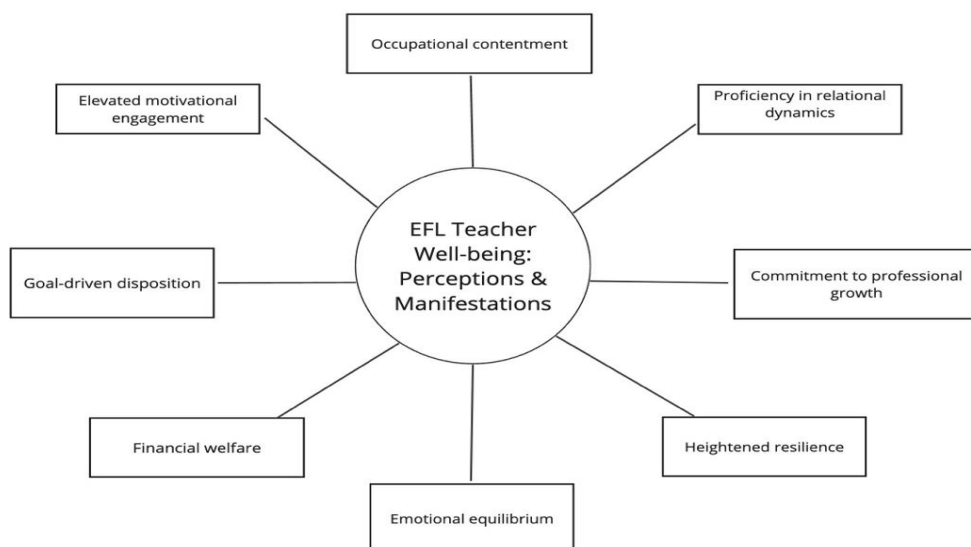 Occupational contentment
Elevated motivational
engagement
Proficiency in relational
dynamics
EFL Teacher
Well-being:
Perceptions &
Manifestations
Goal-driven disposition
Commitment to professional
growth
Financial welfare
Heightened resilience
Emotional equilibrium